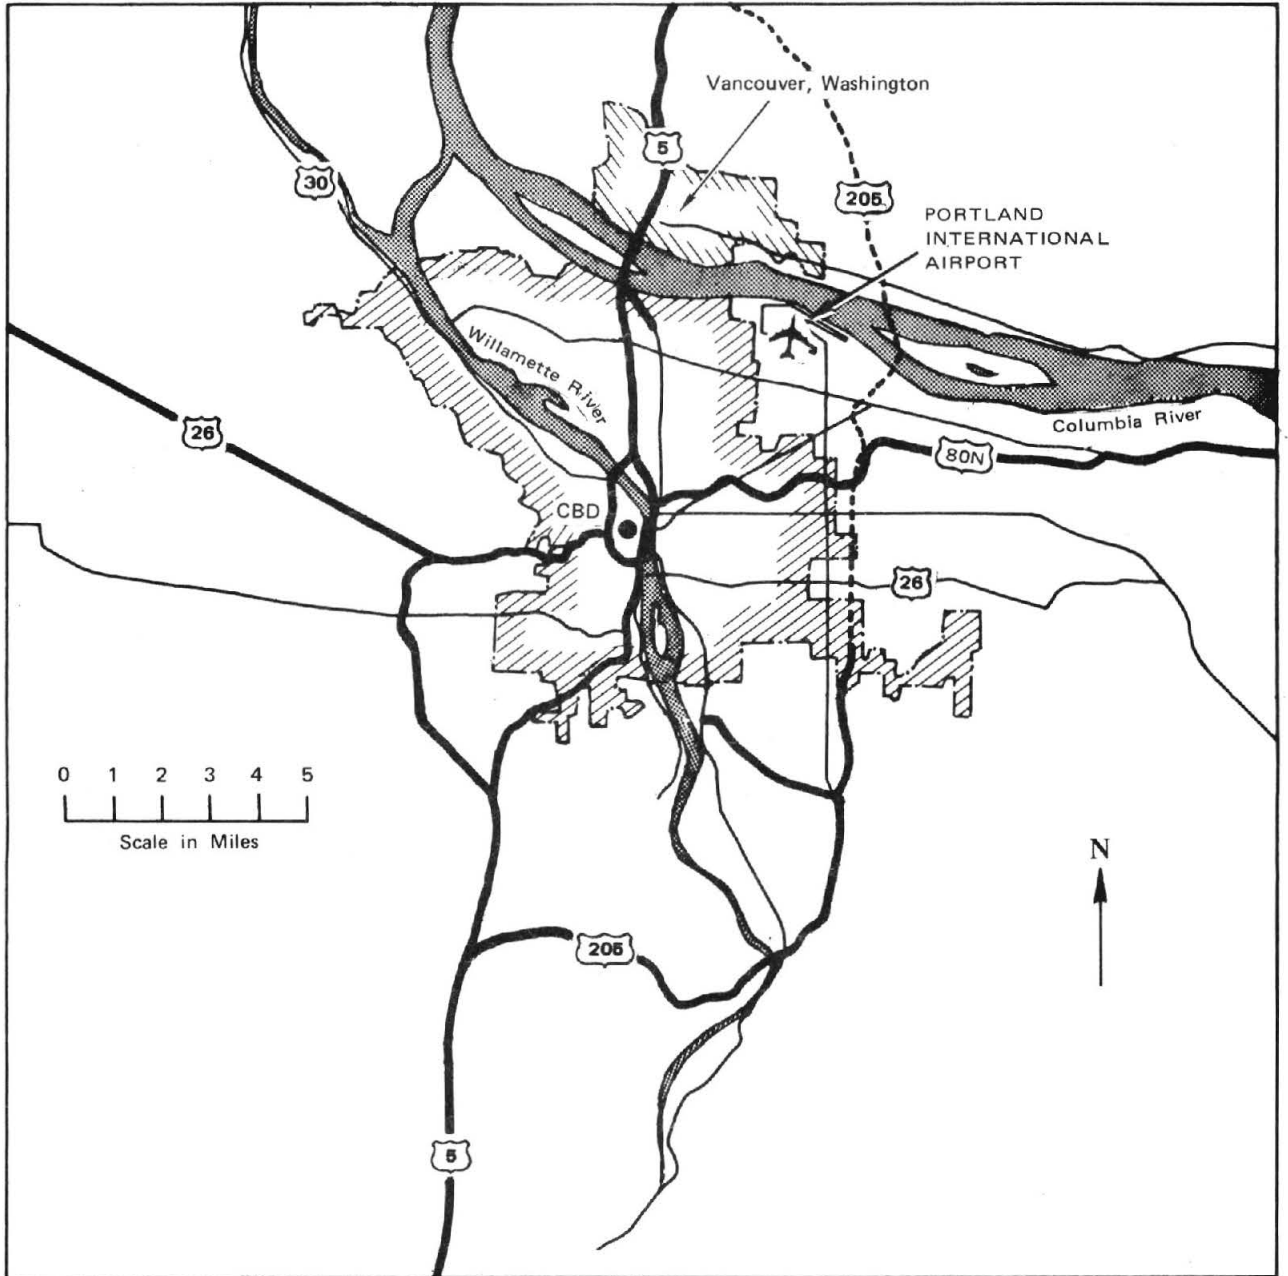 Vancouver, Washington
5
30
205
PORTLAND
INTERNATIONAL
AIRPORT
Willamette River
26
Columbia River
80N
CBD
26
0 1 2 3 4 5
Scale in Miles
N
205
5